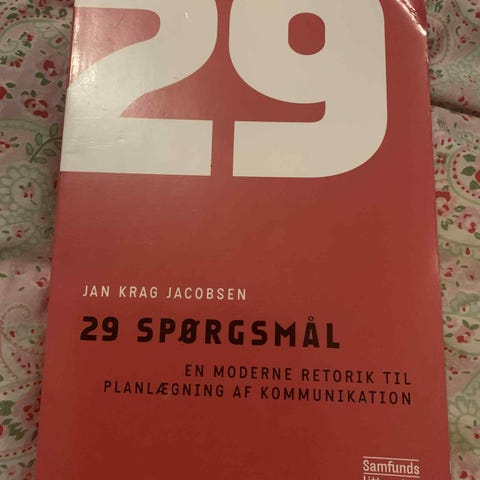 29
JAN KRAG JACOBSEN
29 SPØRGSMÅL
EN MODERNE RETORIK TIL
PLANLÆGNING AF KOMMUNIKATION
Samfunds